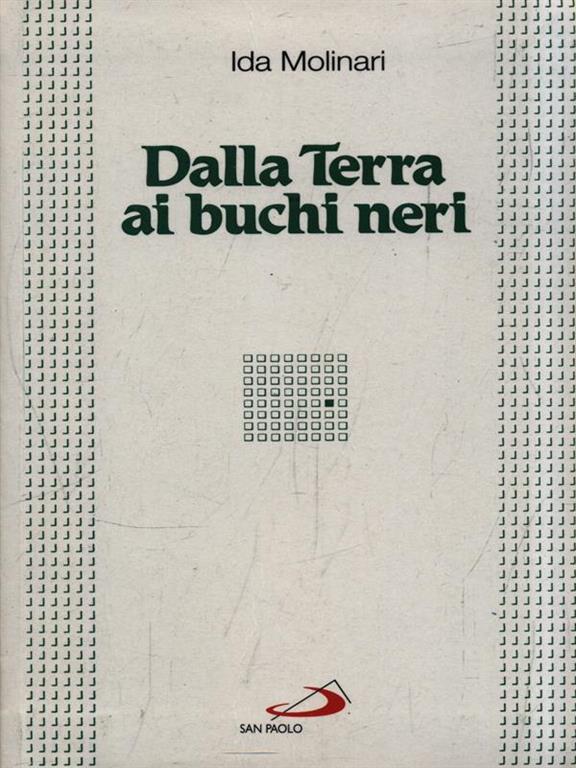 Ida Molinari
Dalla Terra
ai buchi neri
SAN PAOLO